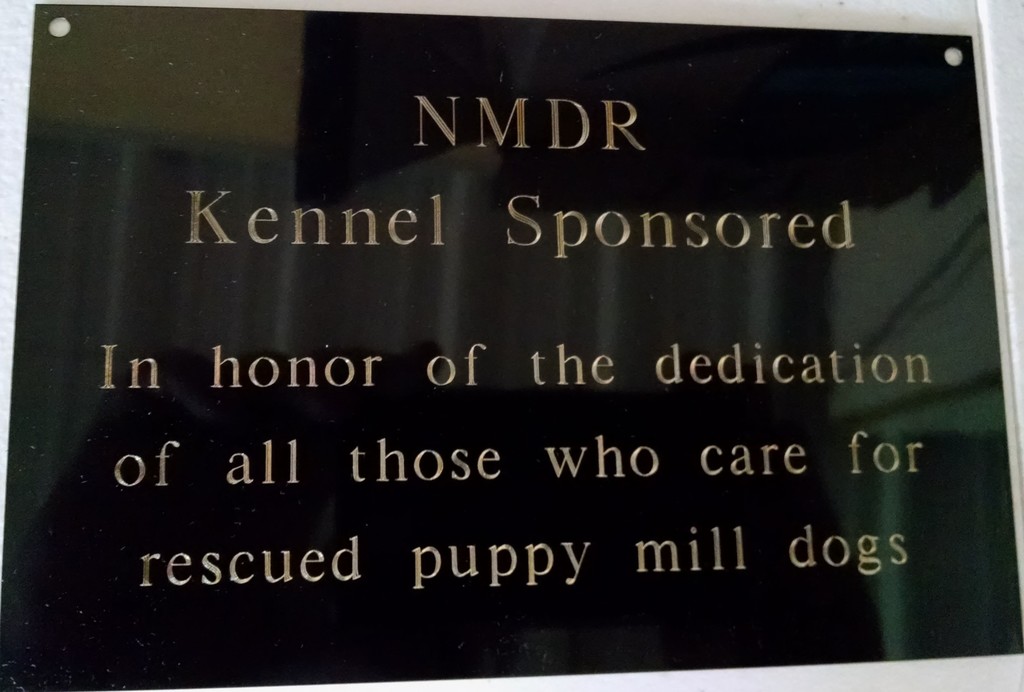 NMDR
Kennel Sponsored
In honor of the dedication
of all those who care for
rescued puppy mill dogs